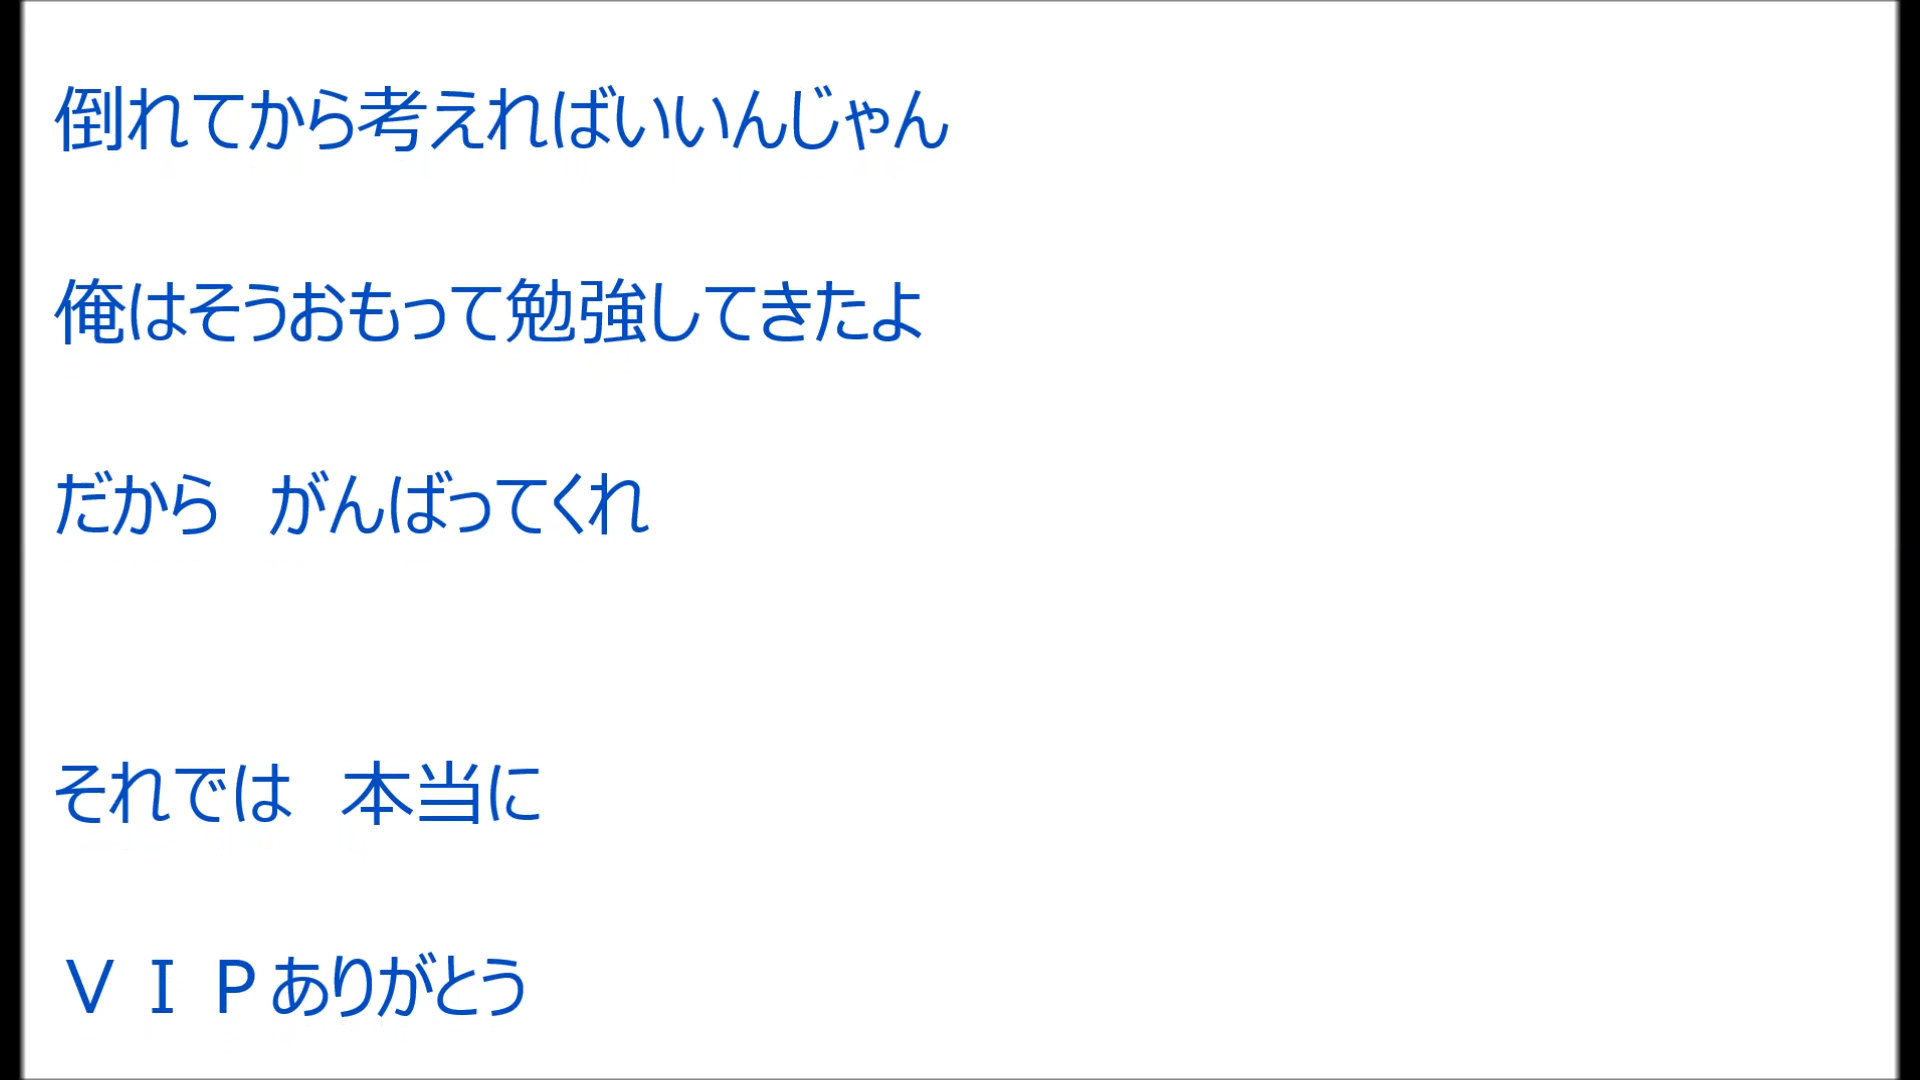 倒れてから考えればいいんじゃん
俺はそうおもって勉強してきたよ
だから　がんばってくれ
それでは　本当に
ＶＩＰありがとう